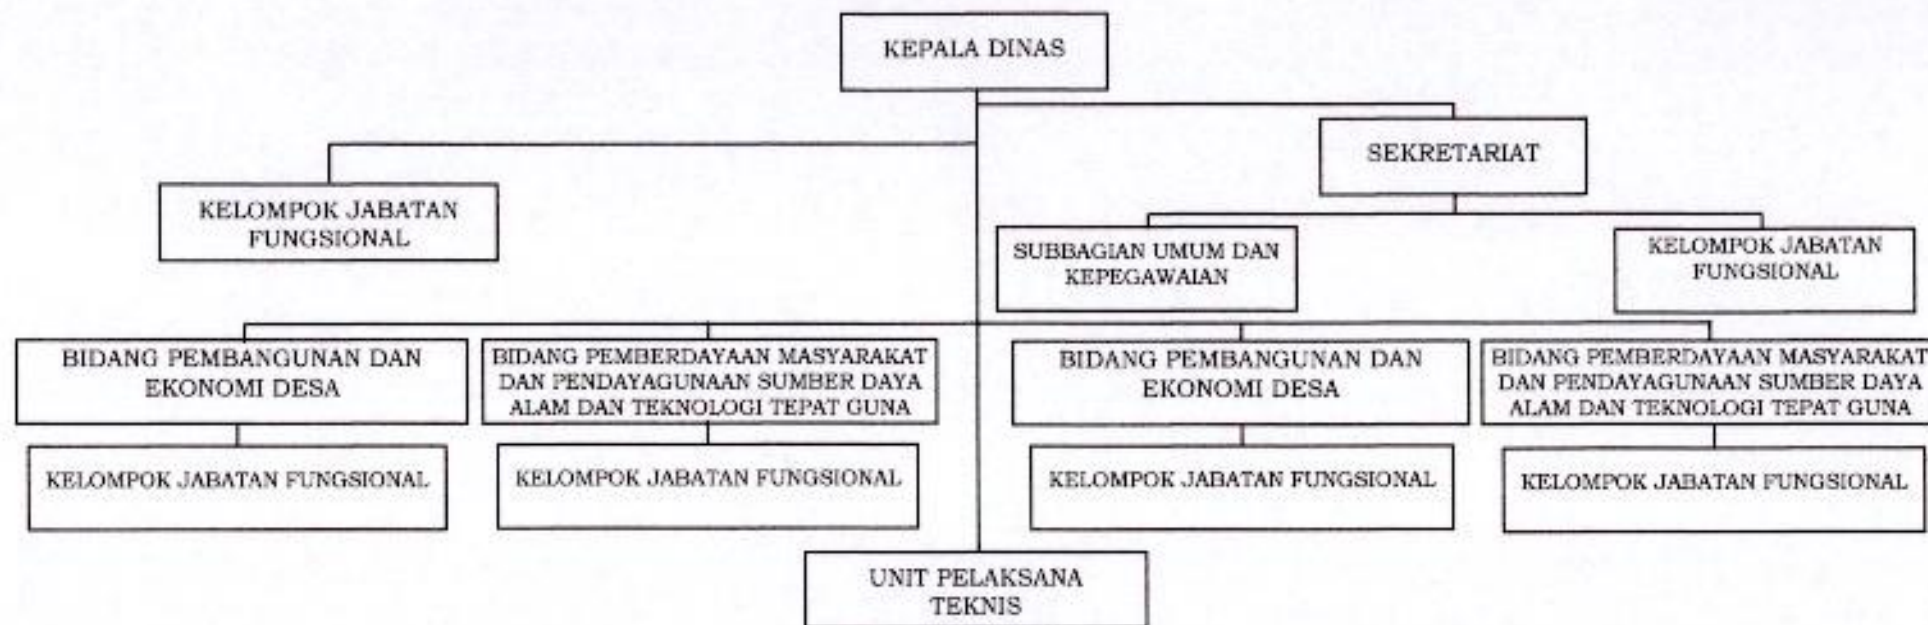 KEPALA DINAS
SEKRETARIAT
KELOMPOK JABATAN
FUNGSIONAL
SUBBAGIAN UMUM DAN
KEPEGAWAIAN
KELOMPOK JABATAN
FUNGSIONAL
BIDANG PEMBANGUNAN DAN
EKONOMI DESA
BIDANG PEMBERDAYAAN MASYARAKAT
DAN PENDAYAGUNAAN SUMBER DAYA
ALAM DAN TEKNOLOGI TEPAT GUNA
BIDANG PEMBANGUNAN DAN
EKONOMI DESA
BIDANG PEMBERDAYAAN MASYARAKAT
DAN PENDAYAGUNAAN SUMBER DAYA
ALAM DAN TEKNOLOGI TEPAT GUNA
KELOMPOK JABATAN FUNGSIONAL
KELOMPOK JABATAN FUNGSIONAL
KELOMPOK JABATAN FUNGSIONAL
KELOMPOK JABATAN FUNGSIONAL
UNIT PELAKSANA
TEKNIS